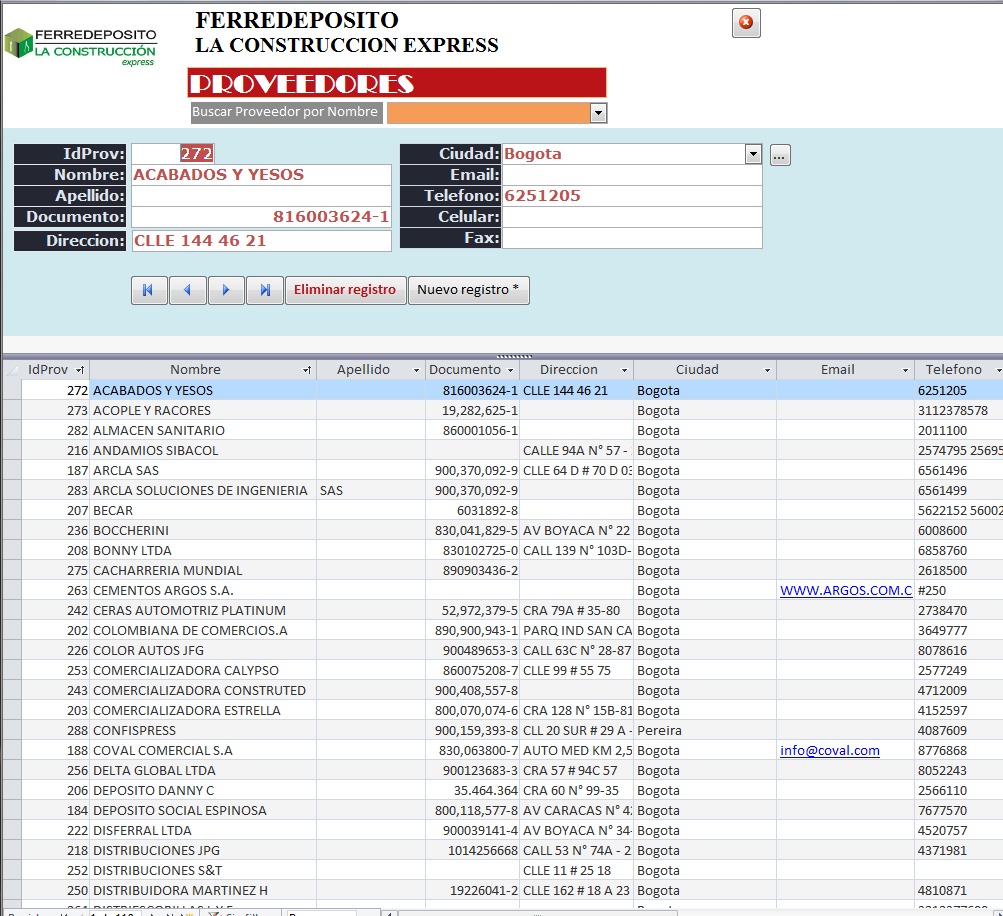 FERREDEPOSITO
LA CONSTRUCCIÓN
express
FERREDEPOSITO
LA CONSTRUCCION EXPRESS
PROVEEDORES
Buscar Proveedor por Nombre
IdProv: 272 Ciudad: Bogota ...
Nombre: ACABADOS Y YESOS Email:
Apellido: Telefono: 6251205
Documento: 816003624-1 Celular:
Direccion: CLLE 144 46 21 Fax:
Eliminar registro Nuevo registro *
IdProv Nombre Apellido Documento Direccion Ciudad Email Telefono
272 ACABADOS Y YESOS 816003624-1 CLLE 144 46 21 Bogota 6251205
273 ACOPLE Y RACORES 19,282,625-1 Bogota 3112378578
282 ALMACEN SANITARIO 860001056-1 Bogota 2011100
216 ANDAMIOS SIBACOL CALLE 94A N° 57 - Bogota 2574795 25695
187 ARCLA SAS 900,370,092-9 CLLE 64 D # 70 D 03 Bogota 6561496
283 ARCLA SOLUCIONES DE INGENIERIA SAS 900,370,092-9 Bogota 6561499
207 BECAR 6031892-8 Bogota 5622152 56002
236 BOCCHERINI 830,041,829-5 AV BOYACA N° 22 Bogota 6008600
208 BONNY LTDA 830102725-0 CALL 139 N° 103D- Bogota 6858760
275 CACHARRERIA MUNDIAL 890903436-2 Bogota 2618500
263 CEMENTOS ARGOS S.A. Bogota WWW.ARGOS.COM.C #250
242 CERAS AUTOMOTRIZ PLATINUM 52,972,379-5 CRA 79A # 35-80 Bogota 2738470
202 COLOMBIANA DE COMERCIOS.A 890,900,943-1 PARQ IND SAN CA Bogota 3649777
226 COLOR AUTOS JFG 900489653-3 CALL 63C N° 28-87 Bogota 8078616
253 COMERCIALIZADORA CALYPSO 860075208-7 CLLE 99 # 55 75 Bogota 2577249
243 COMERCIALIZADORA CONSTRUTED 900,408,557-8 Bogota 4712009
203 COMERCIALIZADORA ESTRELLA 800,070,074-6 CRA 128 N° 15B-81 Bogota 4152597
288 CONFISPRESS 900,159,393-8 CLL 20 SUR # 29 A - Pereira 4087609
188 COVAL COMERCIAL S.A 830,063800-7 AUTO MED KM 2,5 Bogota info@coval.com 8776868
256 DELTA GLOBAL LTDA 900123683-3 CRA 57 # 94C 57 Bogota 8052243
206 DEPOSITO DANNY C 35.464.364 CRA 60 N° 99-35 Bogota 2566110
184 DEPOSITO SOCIAL ESPINOSA 800,118,577-8 AV CARACAS N° 42 Bogota 7677570
222 DISFERRAL LTDA 900039141-4 AV BOYACA N° 34- Bogota 4520757
218 DISTRIBUCIONES JPG 1014256668 CALL 53 N° 74A - 2 Bogota 4371981
252 DISTRIBUCIONES S&T CLLE 11 # 25 18 Bogota
250 DISTRIBUIDORA MARTINEZ H 19226041-2 CLLE 162 # 18 A 23 Bogota 4810871